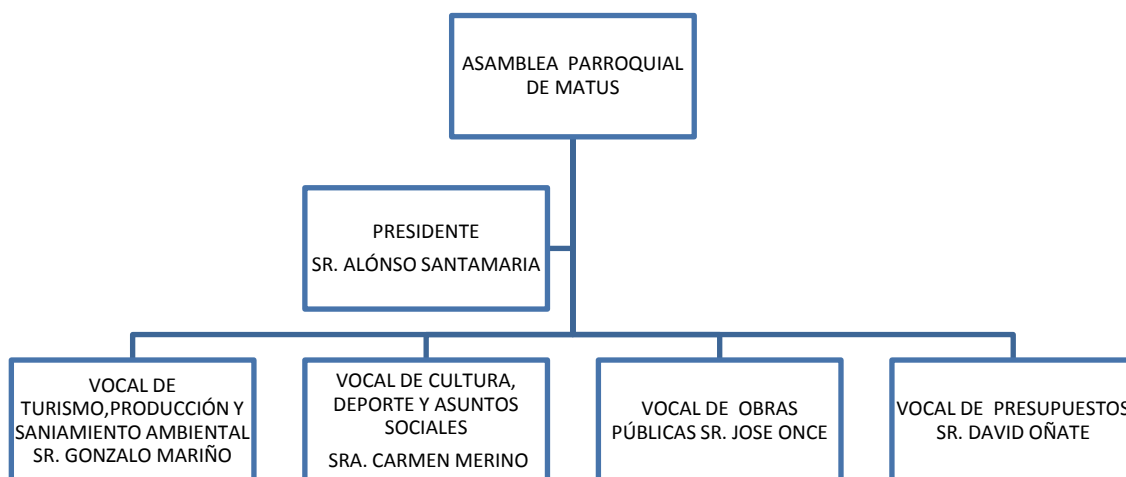 ASAMBLEA PARROQUIAL
DE MATUS
PRESIDENTE
SR. ALÓNSO SANTAMARIA
VOCAL DE
TURISMO,PRODUCCIÓN Y
SANIAMIENTO AMBIENTAL
SR. GONZALO MARIÑO
VOCAL DE CULTURA,
DEPORTE Y ASUNTOS
SOCIALES
SRA. CARMEN MERINO
VOCAL DE OBRAS
PÚBLICAS SR. JOSE ONCE
VOCAL DE PRESUPUESTOS
SR. DAVID OÑATE